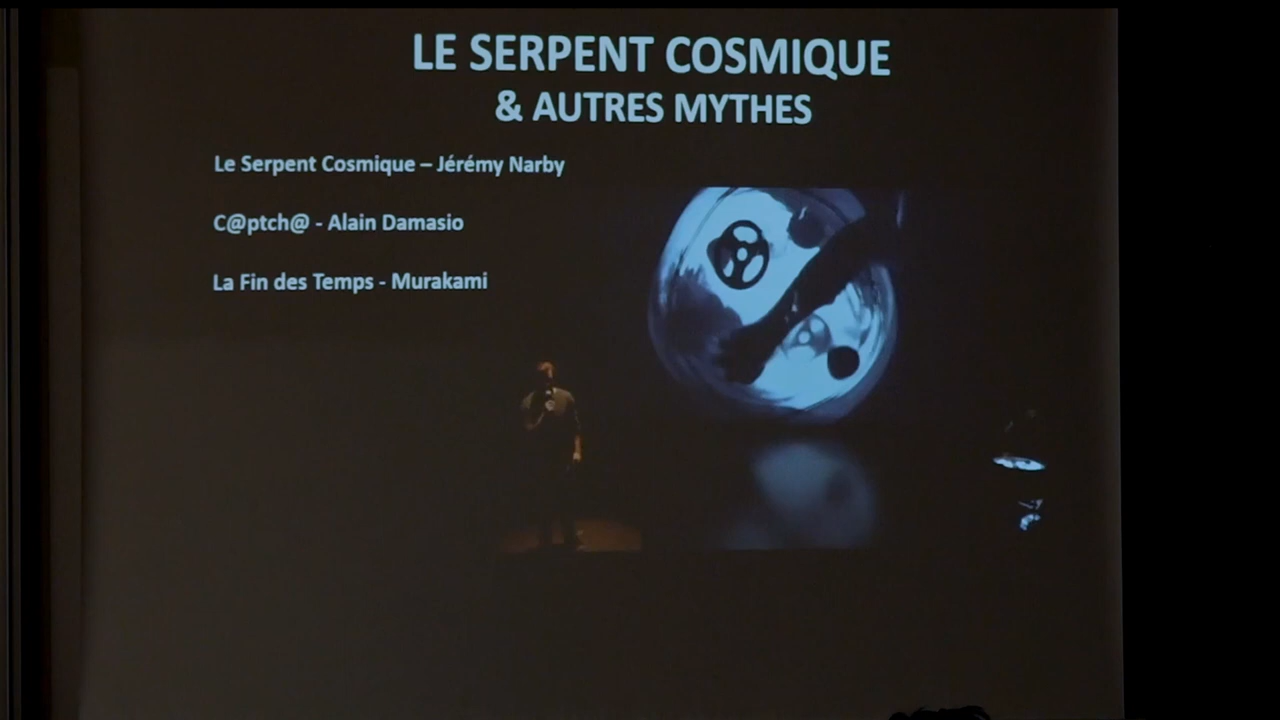 LE SERPENT COSMIQUE
& AUTRES MYTHES
Le Serpent Cosmique – Jérémy Narby
C@ptch@ - Alain Damasio
La Fin des Temps - Murakami